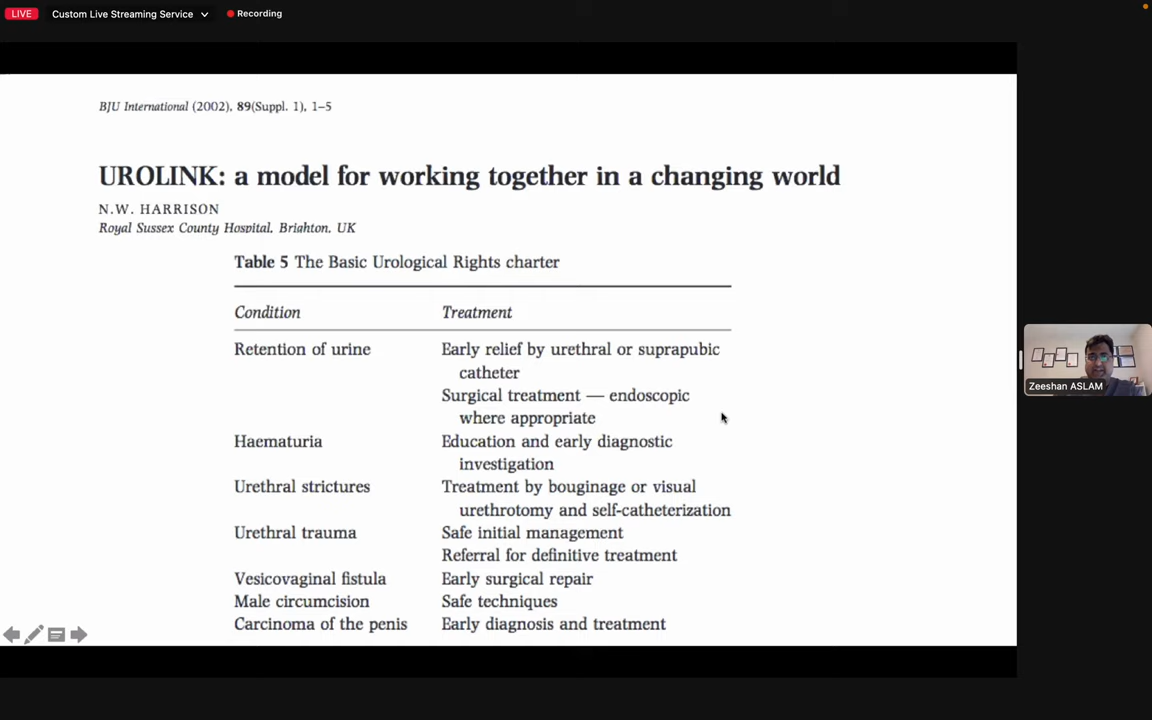 LIVE Custom Live Streaming Service Recording
BJU International (2002), 89(Suppl. 1), 1–5
UROLINK: a model for working together in a changing world
N.W. HARRISON
Royal Sussex County Hospital, Brighton, UK
Table 5 The Basic Urological Rights charter
Condition Treatment
Retention of urine Early relief by urethral or suprapubic
catheter
Surgical treatment — endoscopic
where appropriate
Haematuria Education and early diagnostic
investigation
Urethral strictures Treatment by bouginage or visual
urethrotomy and self-catheterization
Urethral trauma Safe initial management
Referral for definitive treatment
Vesicovaginal fistula Early surgical repair
Male circumcision Safe techniques
Carcinoma of the penis Early diagnosis and treatment
Zeeshan ASLAM